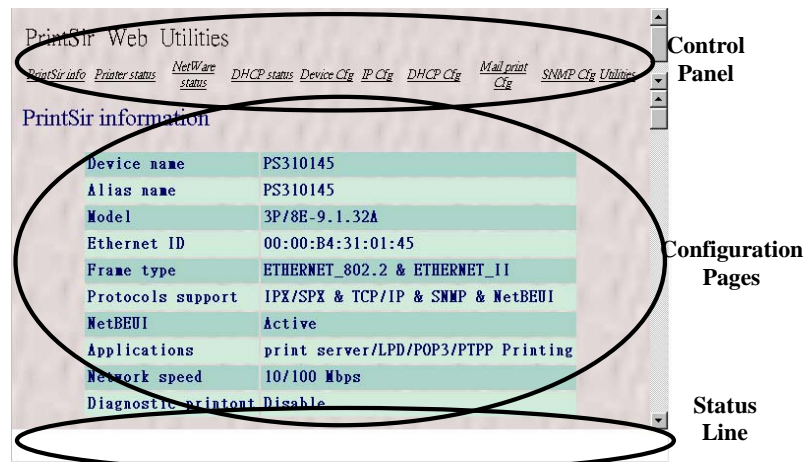 PrintSir Web Utilities
PrintSir info Printer status NetWare status DHCP status Device Cfg IP Cfg DHCP Cfg Mail print Cfg SNMP Cfg Utilities
Control Panel
PrintSir information
Device name PS310145
Alias name PS310145
Model 3P/8E-9.1.32A
Ethernet ID 00:00:B4:31:01:45
Frame type ETHERNET_802.2 & ETHERNET_II
Protocols support IPX/SPX & TCP/IP & SNMP & NetBEUI
NetBEUI Active
Applications print server/LPD/POP3/PTPP Printing
Network speed 10/100 Mbps
Diagnostic printout Disable
Configuration Pages
Status Line